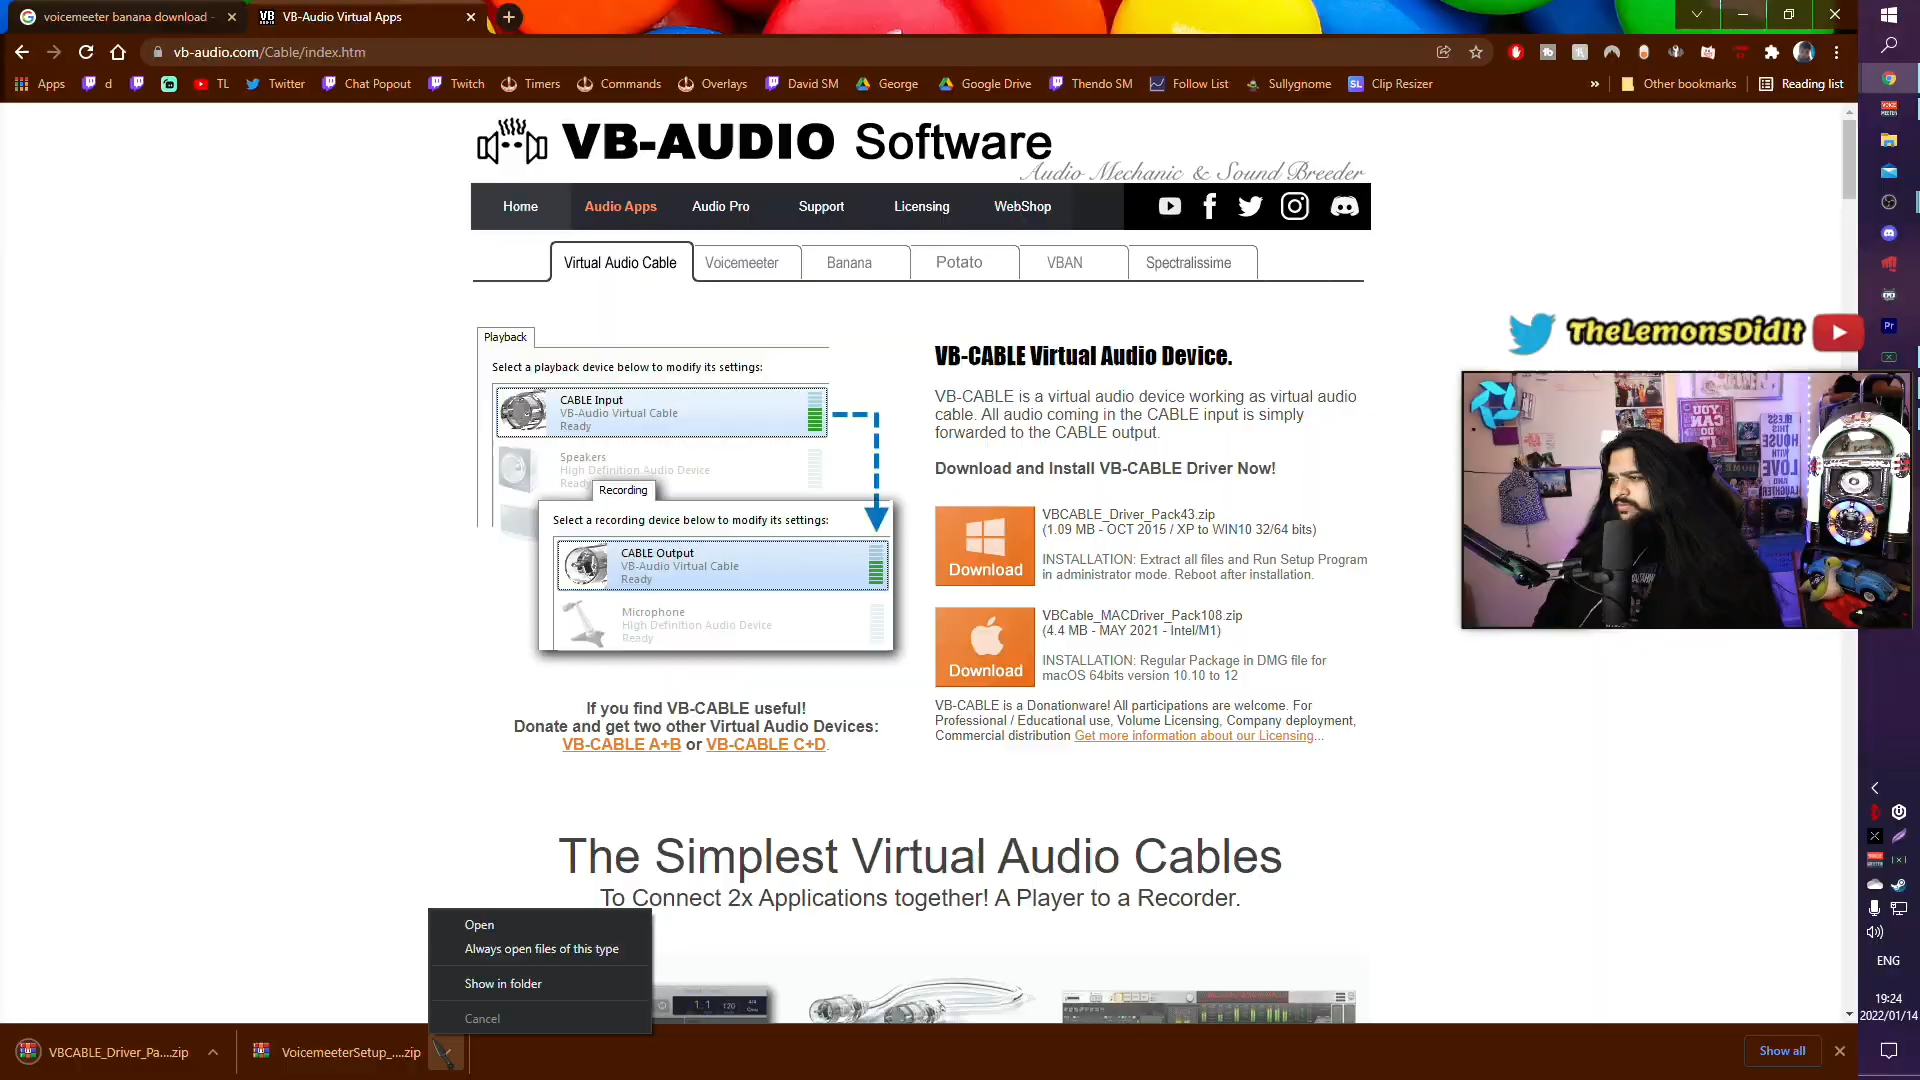 voicemeeter banana download -
VB-Audio Virtual Apps
vb-audio.com/Cable/index.htm
Apps
d
TL
Twitter
Chat Popout
Twitch
Timers
Commands
Overlays
David SM
George
Google Drive
Thendo SM
Follow List
Sullygnome
SL
Clip Resizer
»
Other bookmarks
Reading list
VB-AUDIO Software
Audio Mechanic & Sound Breeder
Home
Audio Apps
Audio Pro
Support
Licensing
WebShop
Virtual Audio Cable
Voicemeeter
Banana
Potato
VBAN
Spectralissime
Playback
Select a playback device below to modify its settings:
CABLE Input
VB-Audio Virtual Cable
Ready
Speakers
High Definition Audio Device
Ready
Recording
Select a recording device below to modify its settings:
CABLE Output
VB-Audio Virtual Cable
Ready
Microphone
High Definition Audio Device
Ready
If you find VB-CABLE useful!
Donate and get two other Virtual Audio Devices:
VB-CABLE A+B or VB-CABLE C+D.
VB-CABLE Virtual Audio Device.
VB-CABLE is a virtual audio device working as virtual audio
cable. All audio coming in the CABLE input is simply
forwarded to the CABLE output.
Download and Install VB-CABLE Driver Now!
Download
VBCABLE_Driver_Pack43.zip
(1.09 MB - OCT 2015 / XP to WIN10 32/64 bits)
INSTALLATION: Extract all files and Run Setup Program
in administrator mode. Reboot after installation.
Download
VBCable_MACDriver_Pack108.zip
(4.4 MB - MAY 2021 - Intel/M1)
INSTALLATION: Regular Package in DMG file for
macOS 64bits version 10.10 to 12
VB-CABLE is a Donationware! All participations are welcome. For
Professional / Educational use, Volume Licensing, Company deployment,
Commercial distribution Get more information about our Licensing...
TheLemonsDidIt
The Simplest Virtual Audio Cables
To Connect 2x Applications together! A Player to a Recorder.
Open
Always open files of this type
Show in folder
Cancel
VBCABLE_Driver_Pa....zip
VoicemeeterSetup_....zip
Show all
Pr
ENG
19:24
2022/01/14